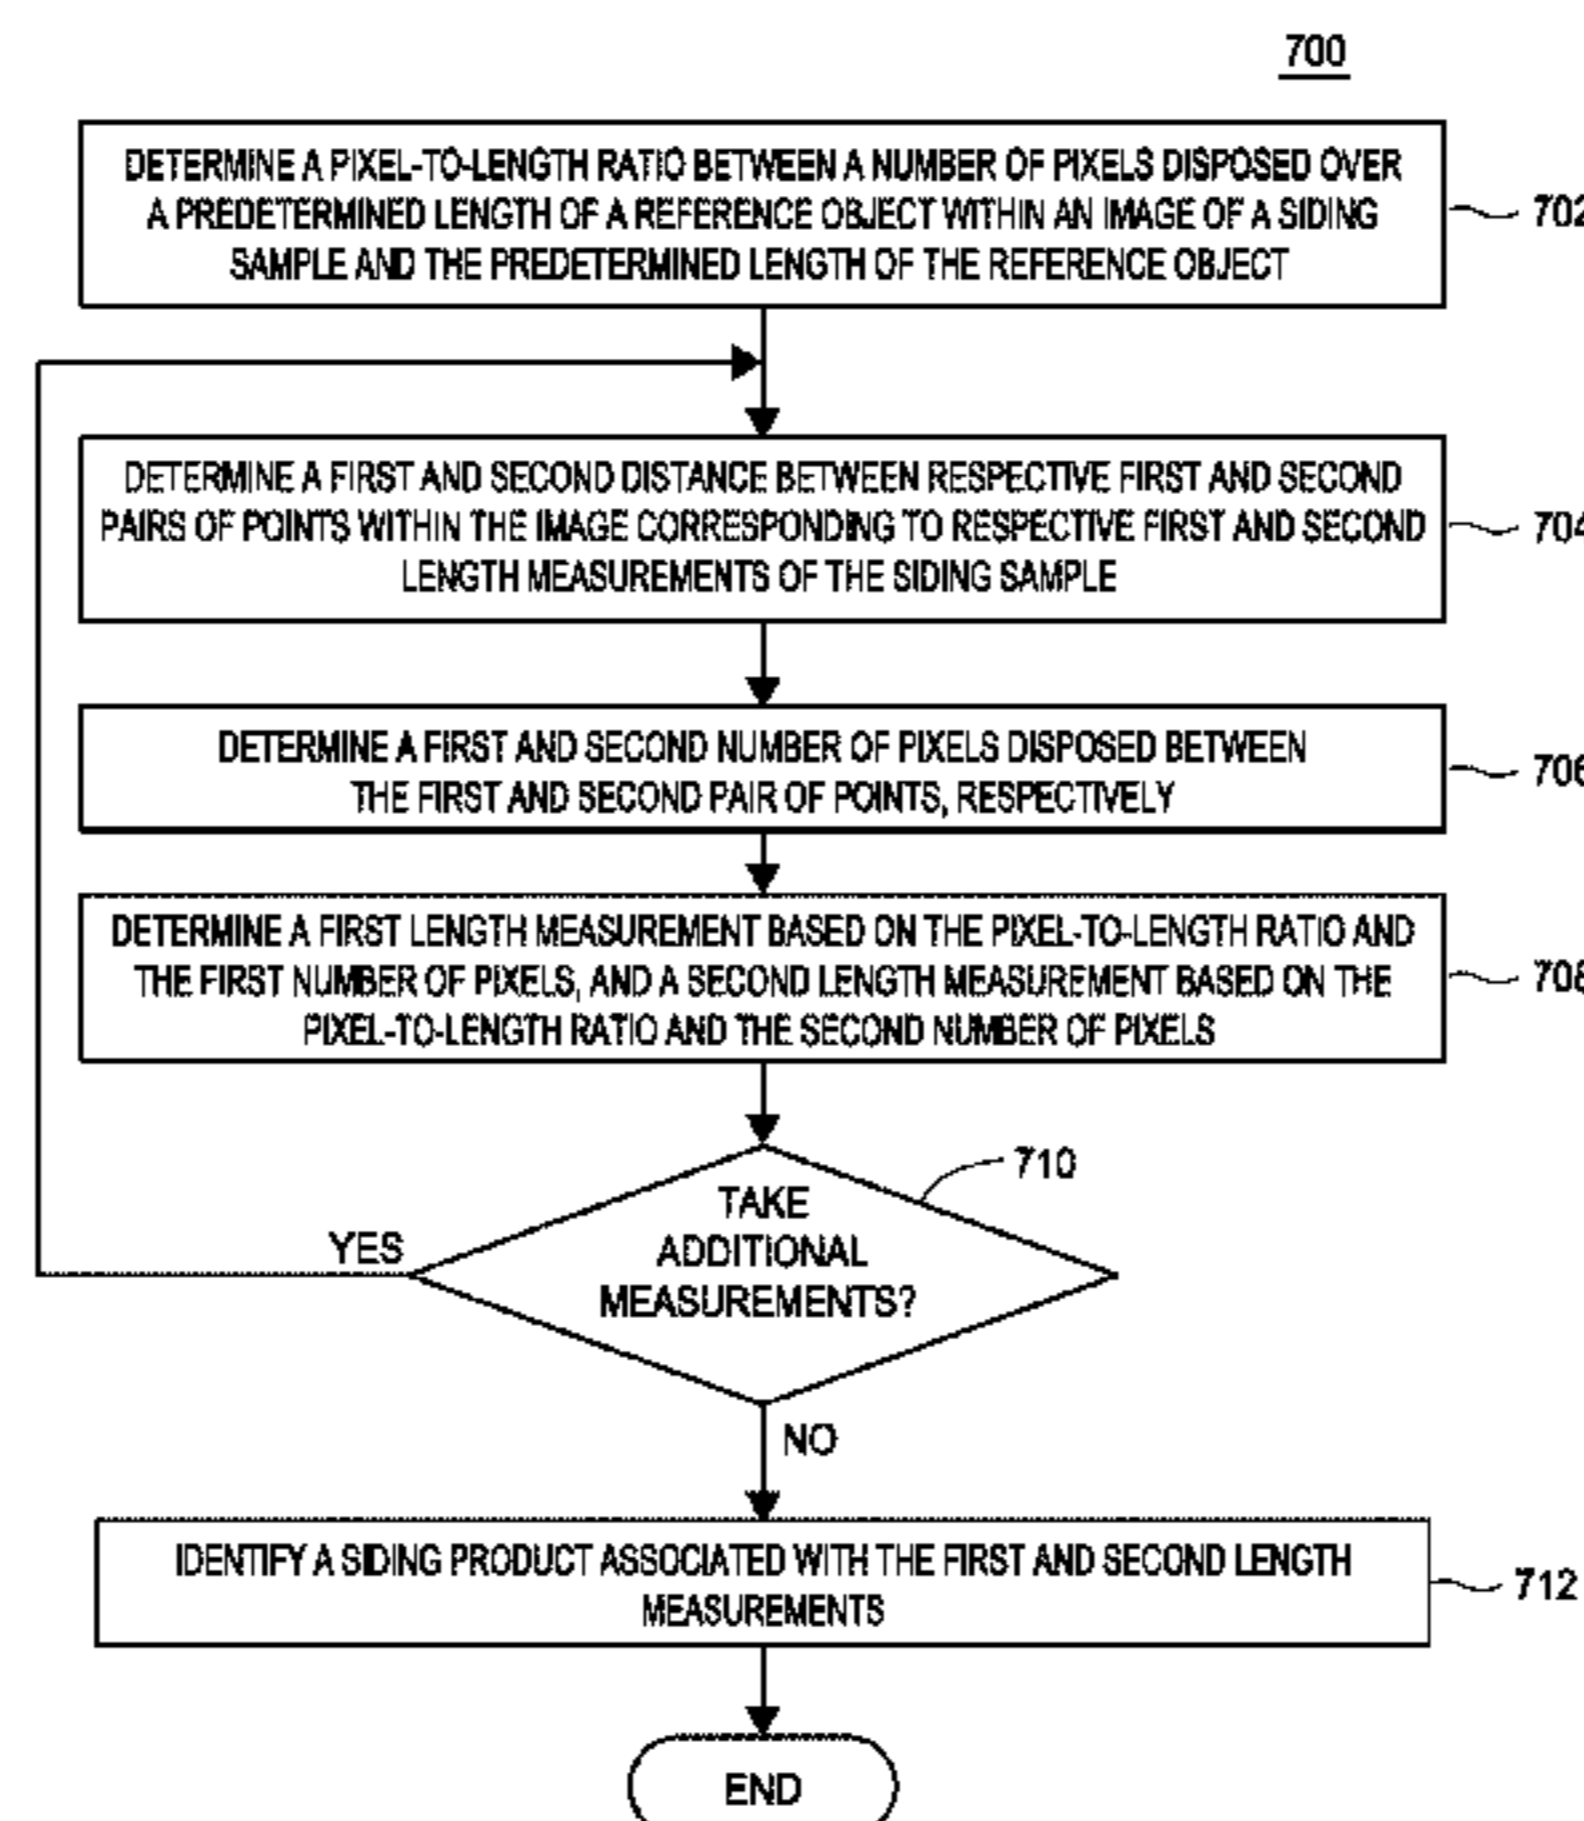 700
DETERMINE A PIXEL-TO-LENGTH RATIO BETWEEN A NUMBER OF PIXELS DISPOSED OVER
A PREDETERMINED LENGTH OF A REFERENCE OBJECT WITHIN AN IMAGE OF A SIDING
SAMPLE AND THE PREDETERMINED LENGTH OF THE REFERENCE OBJECT
702
DETERMINE A FIRST AND SECOND DISTANCE BETWEEN RESPECTIVE FIRST AND SECOND
PAIRS OF POINTS WITHIN THE IMAGE CORRESPONDING TO RESPECTIVE FIRST AND SECOND
LENGTH MEASUREMENTS OF THE SIDING SAMPLE
704
DETERMINE A FIRST AND SECOND NUMBER OF PIXELS DISPOSED BETWEEN
THE FIRST AND SECOND PAIR OF POINTS, RESPECTIVELY
706
DETERMINE A FIRST LENGTH MEASUREMENT BASED ON THE PIXEL-TO-LENGTH RATIO AND
THE FIRST NUMBER OF PIXELS, AND A SECOND LENGTH MEASUREMENT BASED ON THE
PIXEL-TO-LENGTH RATIO AND THE SECOND NUMBER OF PIXELS
708
710
TAKE
ADDITIONAL
MEASUREMENTS?
YES
NO
IDENTIFY A SIDING PRODUCT ASSOCIATED WITH THE FIRST AND SECOND LENGTH
MEASUREMENTS
712
END